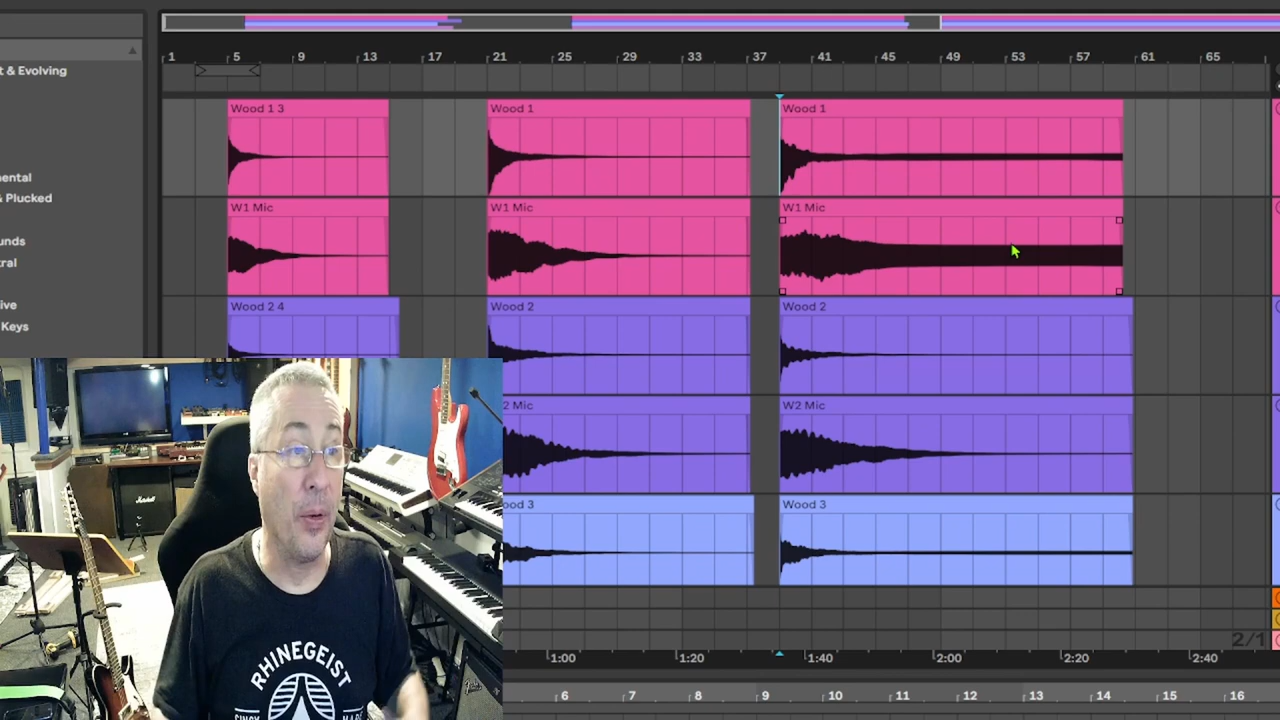 1 5 9 13 17 21 25 29 33 37 41 45 49 53 57 61 65
t & Evolving
Wood 1 3 Wood 1 Wood 1
ental
& Plucked
W1 Mic W1 Mic W1 Mic
unds
ral
ive
Wood 2 4 Wood 2 Wood 2
Keys
2 Mic W2 Mic
ood 3 Wood 3
Marshall
RHINEGEIST
2/1
1:00 1:20 1:40 2:00 2:20 2:40
6 7 8 9 10 11 12 13 14 15 16